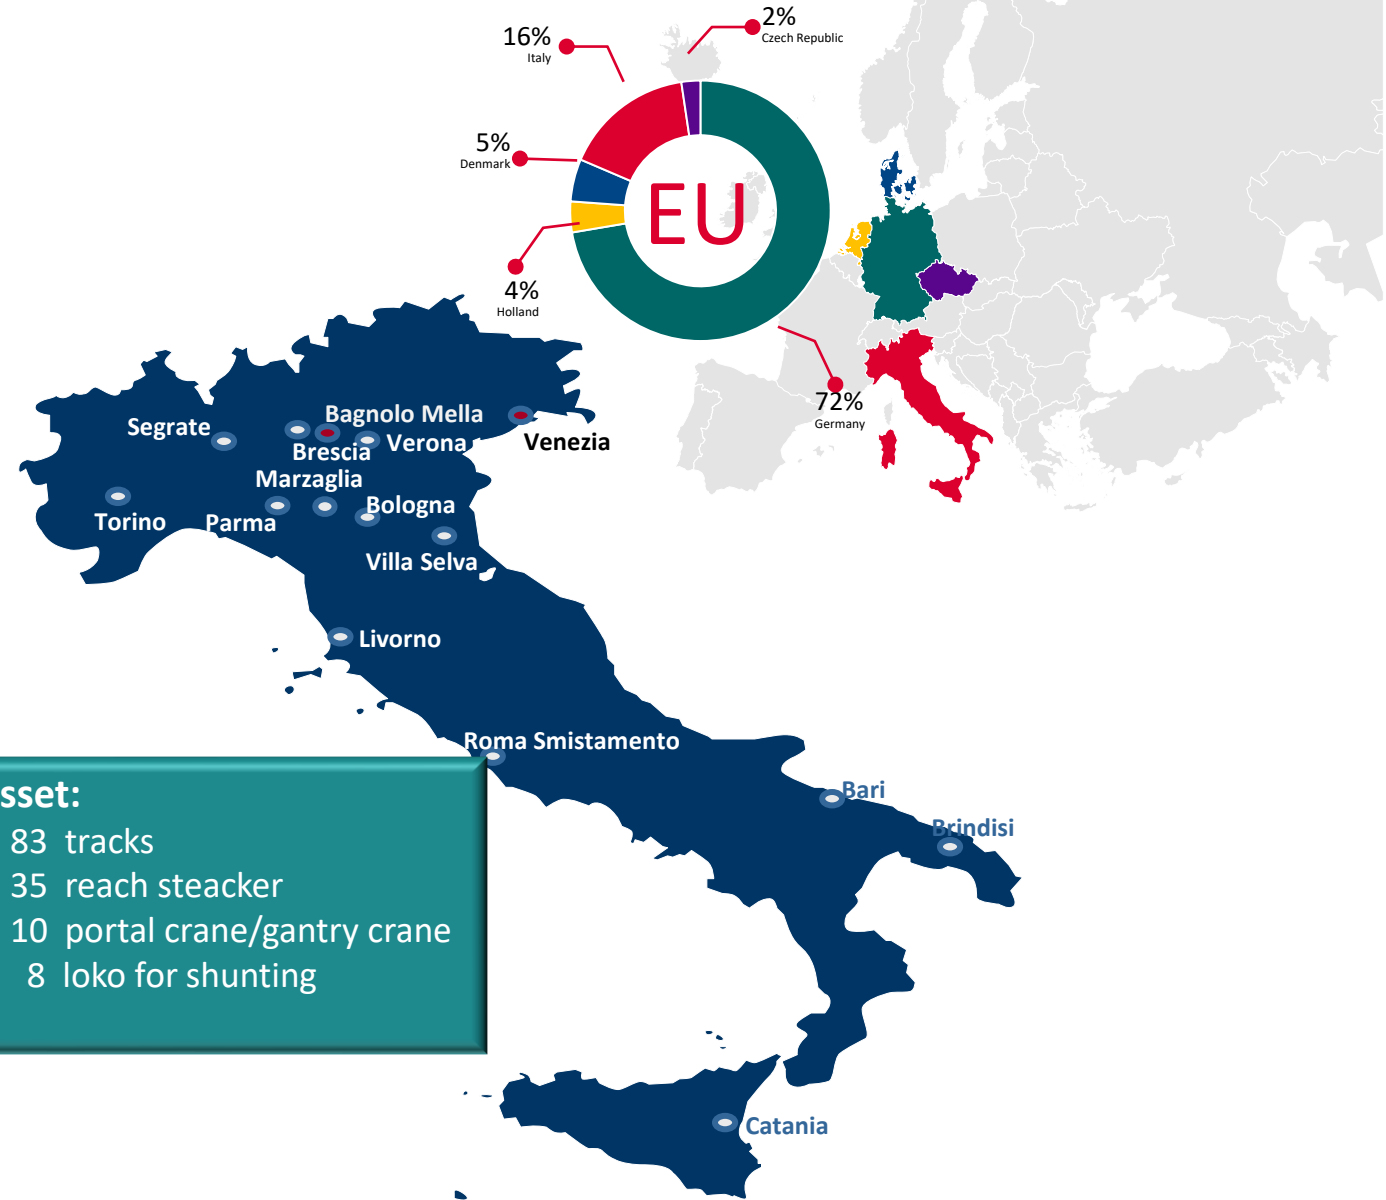 2%
Czech Republic
16%
Italy
5%
Denmark
EU
4%
Holland
72%
Germany
Segrate
Bagnolo Mella
Brescia
Verona
Venezia
Marzaglia
Torino
Parma
Bologna
Villa Selva
Livorno
Roma Smistamento
Bari
Brindisi
Catania
sset:
83 tracks
35 reach steacker
10 portal crane/gantry crane
8 loko for shunting